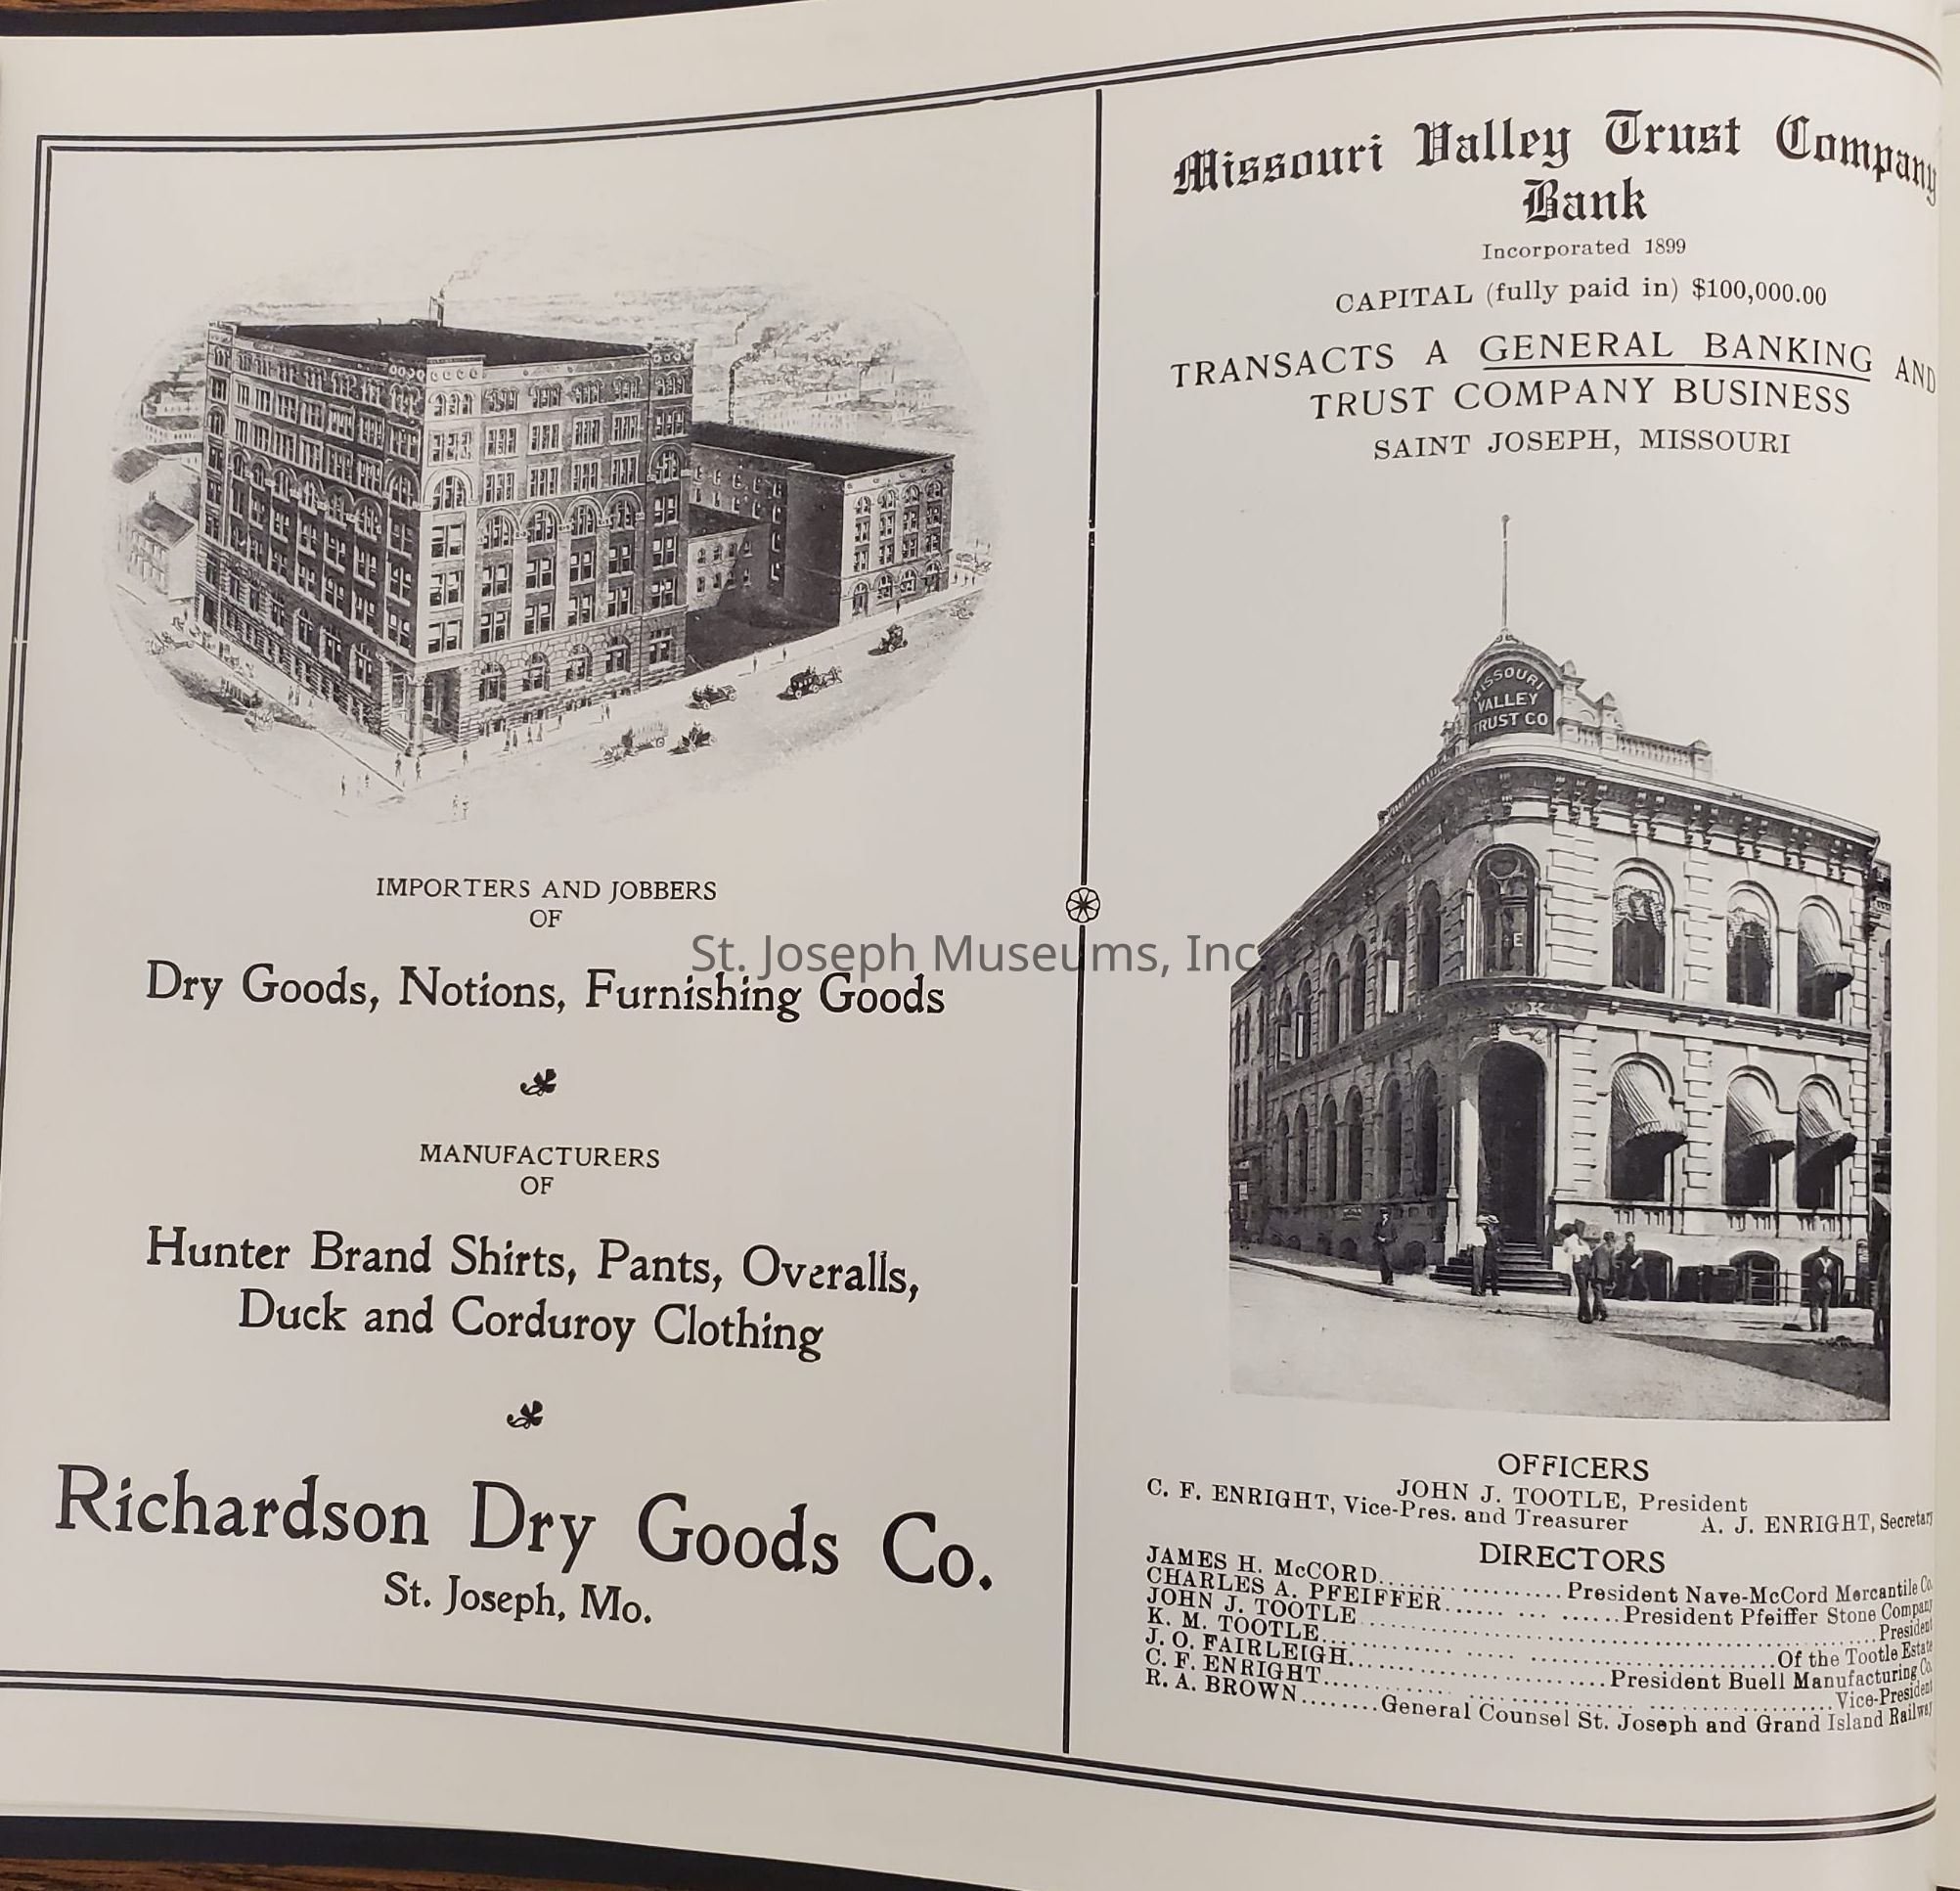 IMPORTERS AND JOBBERS
OF
Dry Goods, Notions, Furnishing Goods
MANUFACTURERS
OF
Hunter Brand Shirts, Pants, Overalls,
Duck and Corduroy Clothing
Richardson Dry Goods Co.
St. Joseph, Mo.
St. Joseph Museums, Inc.
Missouri Valley Trust Company
Bank
Incorporated 1899
CAPITAL (fully paid in) $100,000.00
TRANSACTS A GENERAL BANKING AND
TRUST COMPANY BUSINESS
SAINT JOSEPH, MISSOURI
MISSOURI
VALLEY
TRUST CO
OFFICERS
JOHN J. TOOTLE, President
C. F. ENRIGHT, Vice-Pres. and Treasurer A. J. ENRIGHT, Secretary
DIRECTORS
JAMES H. McCORD....................President Nave-McCord Mercantile Co.
CHARLES A. PFEIFFER...... ... ......President Pfeiffer Stone Company
JOHN J. TOOTLE..........................................President
K. M. TOOTLE...............................Of the Tootle Estate
J. O. FAIRLEIGH........................President Buell Manufacturing Co.
C. F. ENRIGHT........................................Vice-President
R. A. BROWN........General Counsel St. Joseph and Grand Island Railway